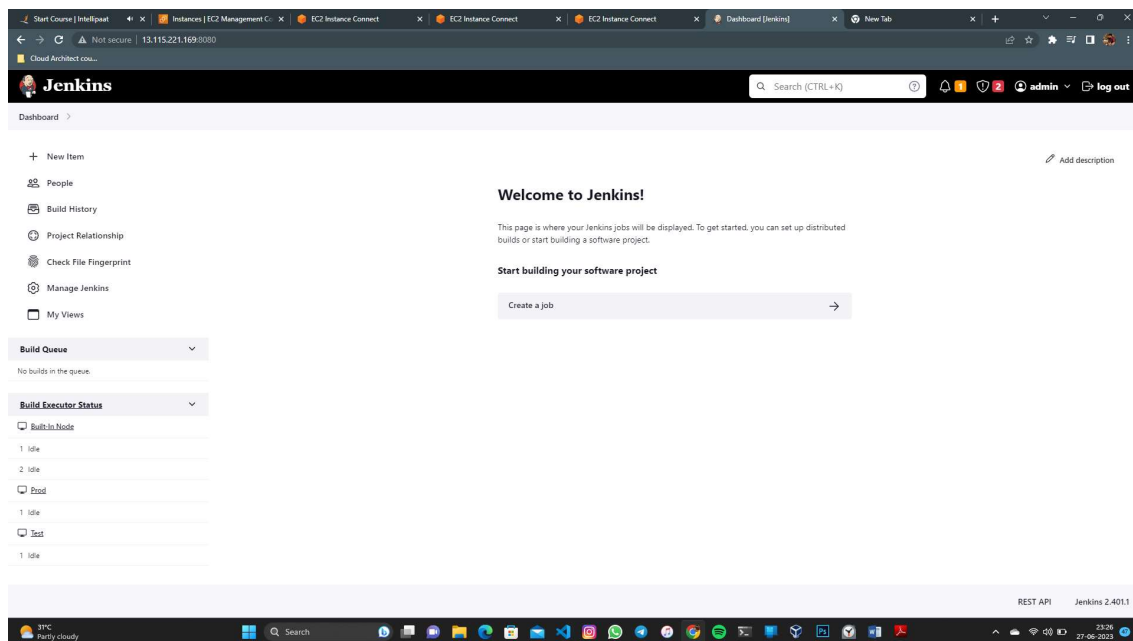 Start Course | Intellipaat
Instances | EC2 Management Co
EC2 Instance Connect
EC2 Instance Connect
EC2 Instance Connect
Dashboard [Jenkins]
New Tab
Not secure | 13.115.221.169:8080
Cloud Architect cou...
Jenkins
Search (CTRL+K)
1
2
admin
log out
Dashboard
New Item
Add description
People
Build History
Project Relationship
Check File Fingerprint
Manage Jenkins
My Views
Welcome to Jenkins!
This page is where your Jenkins jobs will be displayed. To get started, you can set up distributed
builds or start building a software project.
Start building your software project
Create a job
Build Queue
No builds in the queue.
Build Executor Status
Built-In Node
1 Idle
2 Idle
Prod
1 Idle
Test
1 Idle
REST API Jenkins 2.401.1
31°C
Partly cloudy
Search
Ps
23:26
27-06-2023